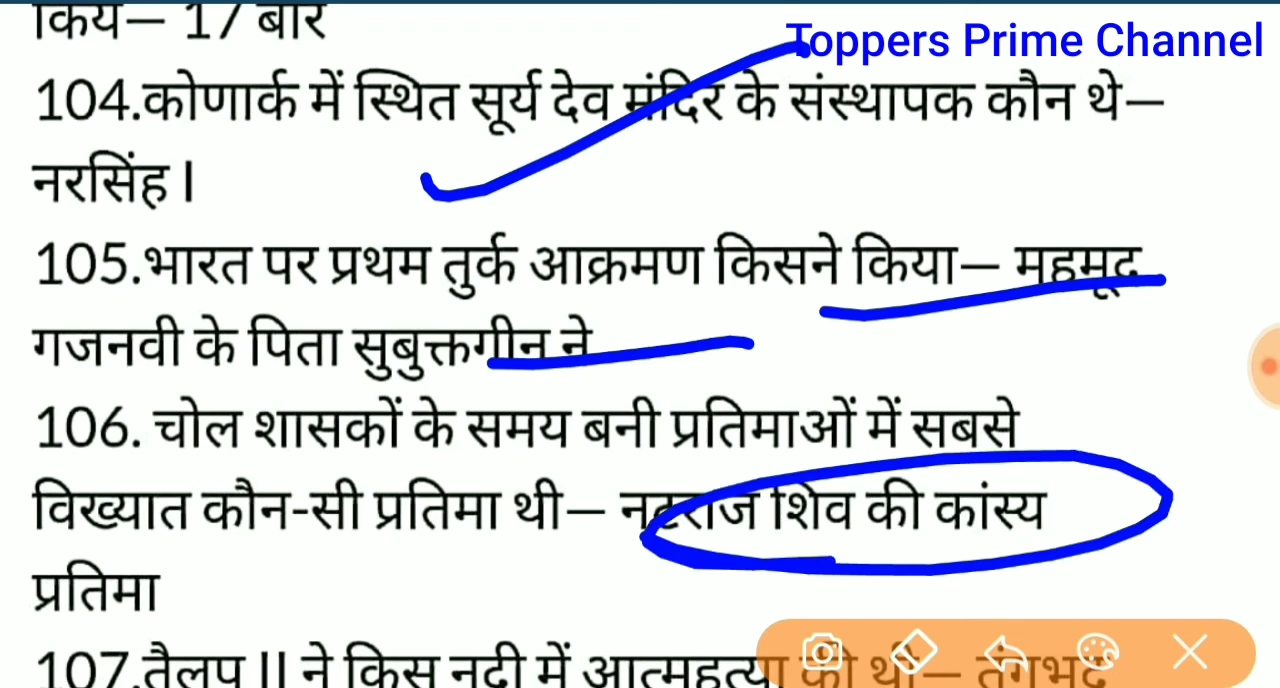 किये— 17 बार
Toppers Prime Channel
104.कोणार्क में स्थित सूर्य देव मंदिर के संस्थापक कौन थे—
नरसिंह I
105.भारत पर प्रथम तुर्क आक्रमण किसने किया— महमूद
गजनवी के पिता सुबुक्तगीन ने
106. चोल शासकों के समय बनी प्रतिमाओं में सबसे
विख्यात कौन-सी प्रतिमा थी— नटराज शिव की कांस्य
प्रतिमा
107.तैलप II ने किस नदी में आत्महत्या की थी— तुंगभद्र